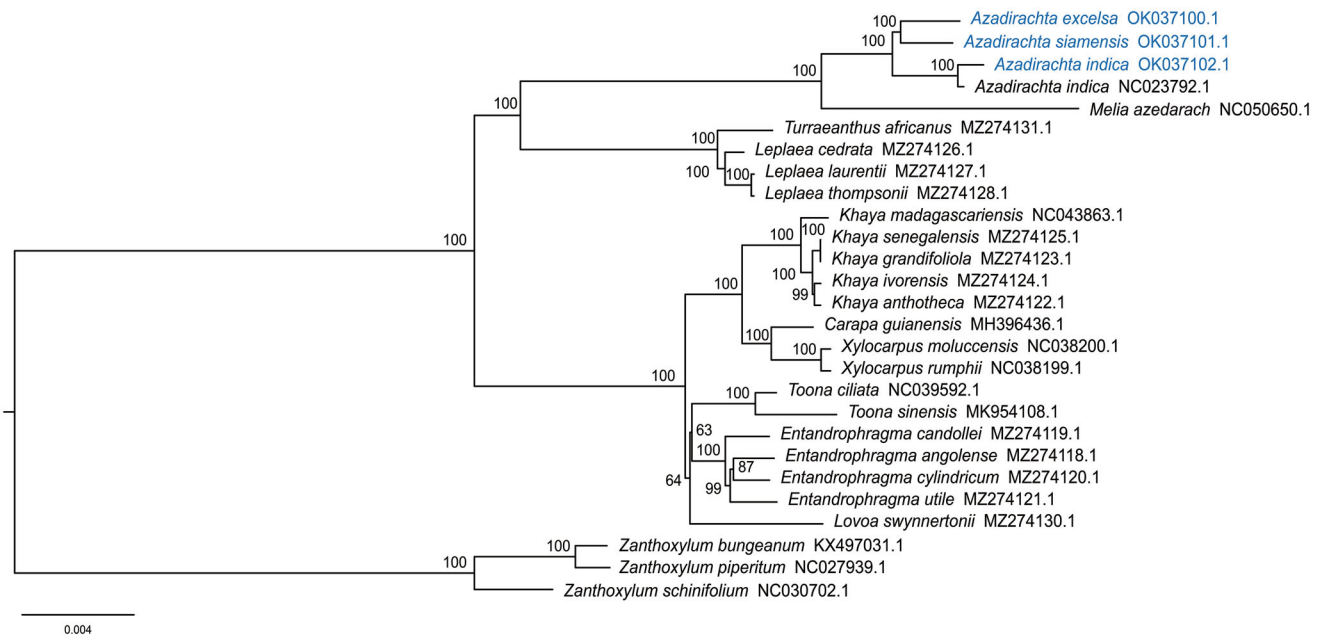 100 Azadirachta excelsa OK037100.1
100 Azadirachta siamensis OK037101.1
100 Azadirachta indica OK037102.1
100 Azadirachta indica NC023792.1
Melia azedarach NC050650.1
100
Turraeanthus africanus MZ274131.1
100 Leplaea cedrata MZ274126.1
100 100 Leplaea laurentii MZ274127.1
Leplaea thompsonii MZ274128.1
Khaya madagascariensis NC043863.1
100 100 Khaya senegalensis MZ274125.1
100
Khaya grandifoliola MZ274123.1
100 Khaya ivorensis MZ274124.1
100 99 Khaya anthotheca MZ274122.1
Carapa guianensis MH396436.1
100
100 Xylocarpus moluccensis NC038200.1
Xylocarpus rumphii NC038199.1
100
100 Toona ciliata NC039592.1
Toona sinensis MK954108.1
63 Entandrophragma candollei MZ274119.1
100 Entandrophragma angolense MZ274118.1
87
64 Entandrophragma cylindricum MZ274120.1
99 Entandrophragma utile MZ274121.1
Lovoa swynnertonii MZ274130.1
100 Zanthoxylum bungeanum KX497031.1
100 Zanthoxylum piperitum NC027939.1
Zanthoxylum schinifolium NC030702.1
0.004